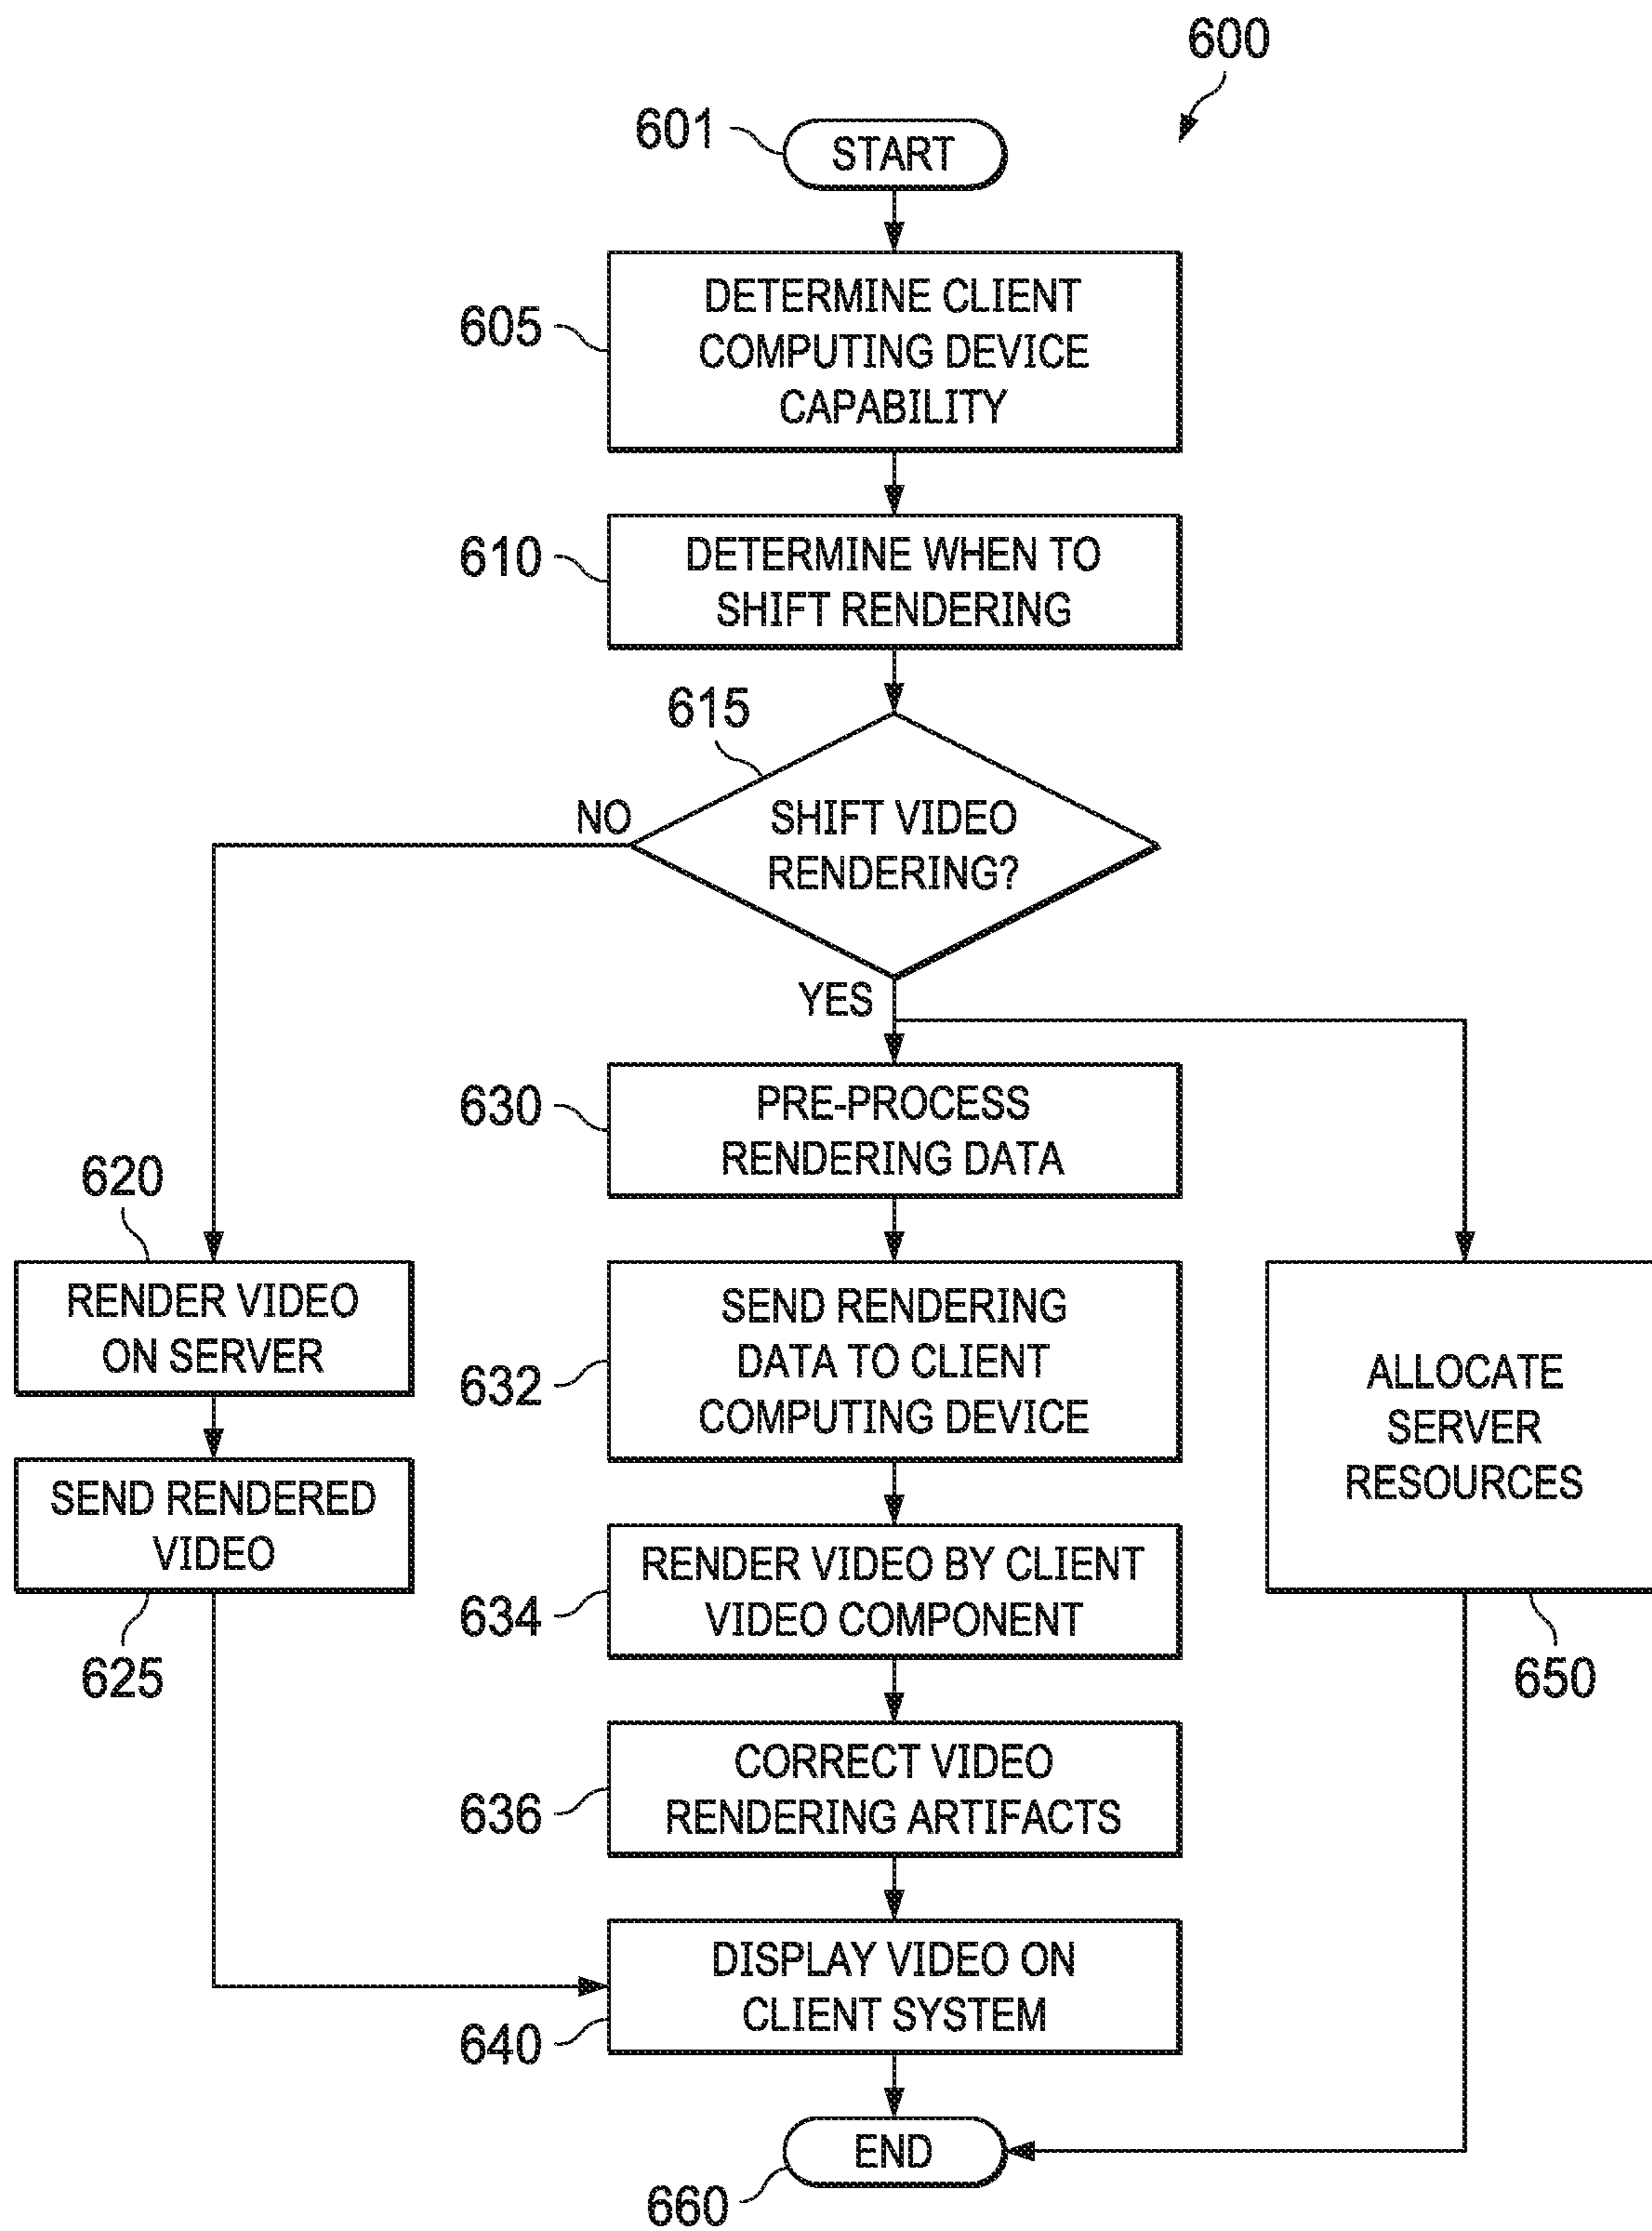 600
601
START
605
DETERMINE CLIENT
COMPUTING DEVICE
CAPABILITY
610
DETERMINE WHEN TO
SHIFT RENDERING
615
NO
SHIFT VIDEO
RENDERING?
YES
630
PRE-PROCESS
RENDERING DATA
620
RENDER VIDEO
ON SERVER
632
SEND RENDERING
DATA TO CLIENT
COMPUTING DEVICE
ALLOCATE
SERVER
RESOURCES
650
SEND RENDERED
VIDEO
625
634
RENDER VIDEO BY CLIENT
VIDEO COMPONENT
636
CORRECT VIDEO
RENDERING ARTIFACTS
640
DISPLAY VIDEO ON
CLIENT SYSTEM
END
660